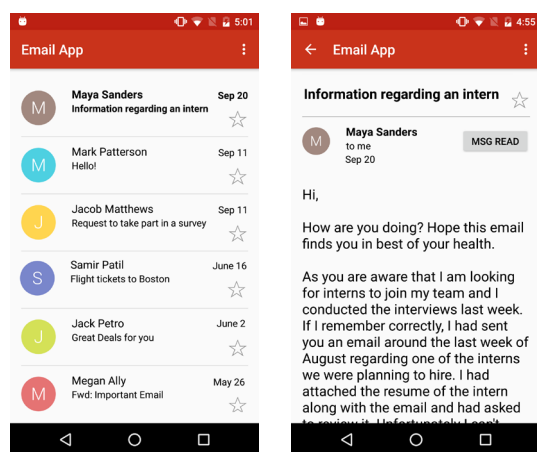 5:01
Email App
M
Maya Sanders
Sep 20
Information regarding an intern
M
Mark Patterson
Sep 11
Hello!
J
Jacob Matthews
Sep 11
Request to take part in a survey
S
Samir Patil
June 16
Flight tickets to Boston
J
Jack Petro
June 2
Great Deals for you
M
Megan Ally
May 26
Fwd: Important Email
4:55
Email App
Information regarding an intern
M
Maya Sanders
to me
Sep 20
MSG READ
Hi,
How are you doing? Hope this email
finds you in best of your health.
As you are aware that I am looking
for interns to join my team and I
conducted the interviews last week.
If I remember correctly, I had sent
you an email around the last week of
August regarding one of the interns
we were planning to hire. I had
attached the resume of the intern
along with the email and had asked
to review it. Unfortunately I can't